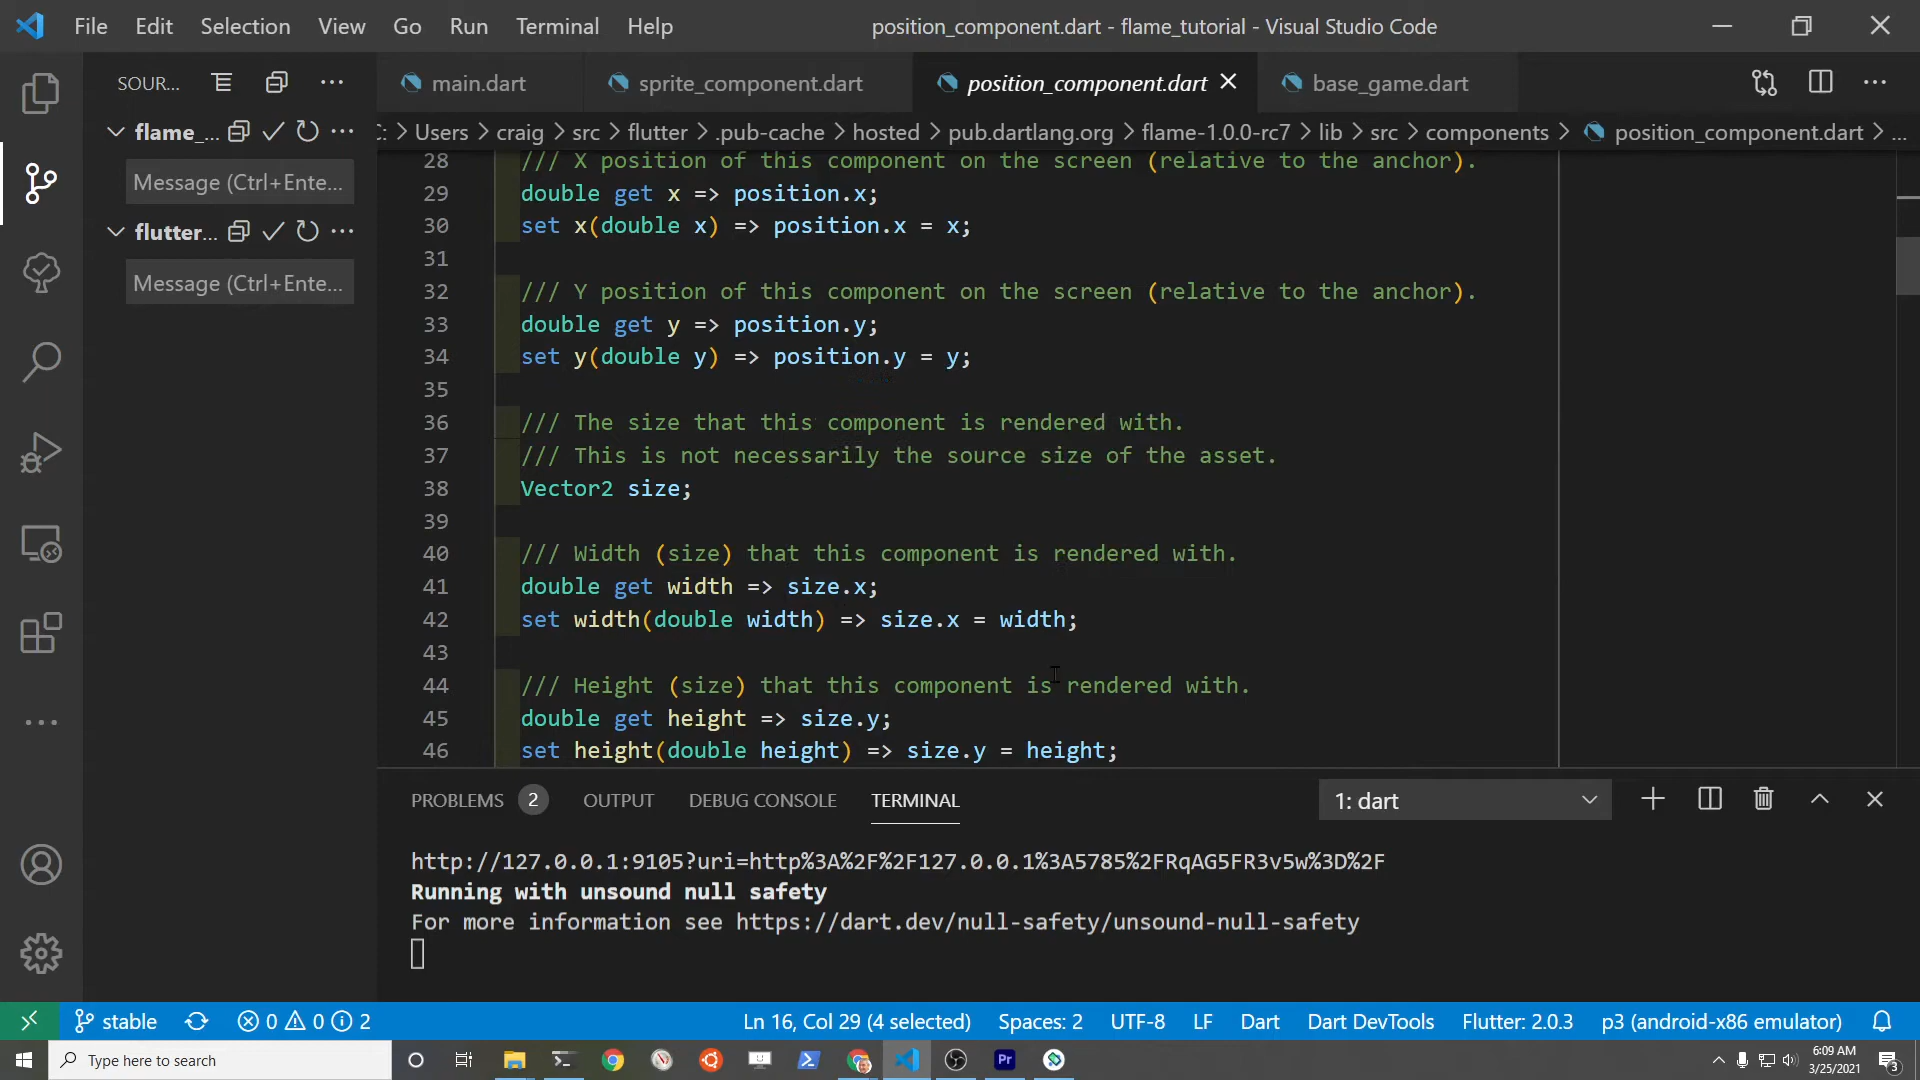 File Edit Selection View Go Run Terminal Help position_component.dart - flame_tutorial - Visual Studio Code
SOUR... main.dart sprite_component.dart position_component.dart base_game.dart
flame_... C: > Users > craig > src > flutter > .pub-cache > hosted > pub.dartlang.org > flame-1.0.0-rc7 > lib > src > components > position_component.dart > ...
Message (Ctrl+Ente...
flutter...
Message (Ctrl+Ente...
28 /// X position of this component on the screen (relative to the anchor).
29 double get x => position.x;
30 set x(double x) => position.x = x;
31
32 /// Y position of this component on the screen (relative to the anchor).
33 double get y => position.y;
34 set y(double y) => position.y = y;
35
36 /// The size that this component is rendered with.
37 /// This is not necessarily the source size of the asset.
38 Vector2 size;
39
40 /// Width (size) that this component is rendered with.
41 double get width => size.x;
42 set width(double width) => size.x = width;
43
44 /// Height (size) that this component is rendered with.
45 double get height => size.y;
46 set height(double height) => size.y = height;
PROBLEMS 2 OUTPUT DEBUG CONSOLE TERMINAL 1: dart
http://127.0.0.1:9105?uri=http%3A%2F%2F127.0.0.1%3A5785%2FRqAG5FR3v5w%3D%2F
Running with unsound null safety
For more information see https://dart.dev/null-safety/unsound-null-safety
stable 0 0 2 Ln 16, Col 29 (4 selected) Spaces: 2 UTF-8 LF Dart Dart DevTools Flutter: 2.0.3 p3 (android-x86 emulator)
Type here to search Pr 6:09 AM
3/25/2021 3